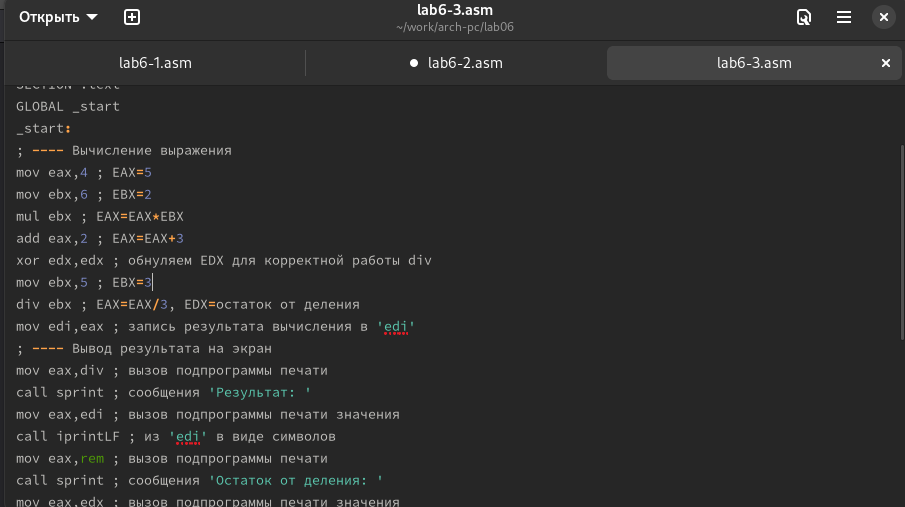 Открыть
lab6-3.asm
~/work/arch-pc/lab06
lab6-1.asm
lab6-2.asm
lab6-3.asm
SECTION .text
GLOBAL _start
_start:
; ---- Вычисление выражения
mov eax,4 ; EAX=5
mov ebx,6 ; EBX=2
mul ebx ; EAX=EAX*EBX
add eax,2 ; EAX=EAX+3
xor edx,edx ; обнуляем EDX для корректной работы div
mov ebx,5 ; EBX=3
div ebx ; EAX=EAX/3, EDX=остаток от деления
mov edi,eax ; запись результата вычисления в 'edi'
; ---- Вывод результата на экран
mov eax,div ; вызов подпрограммы печати
call sprint ; сообщения 'Результат: '
mov eax,edi ; вызов подпрограммы печати значения
call iprintLF ; из 'edi' в виде символов
mov eax,rem ; вызов подпрограммы печати
call sprint ; сообщения 'Остаток от деления: '
mov eax,edx ; вызов подпрограммы печати значения